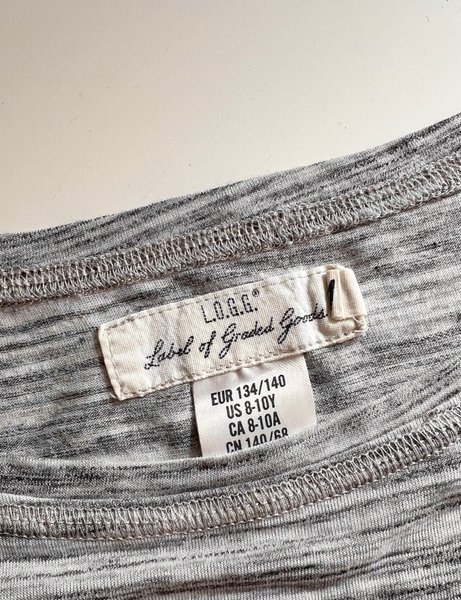 L.O.G.G.®
Label of Graded Goods
EUR 134/140
US 8-10Y
CA 8-10A
CN 140/68